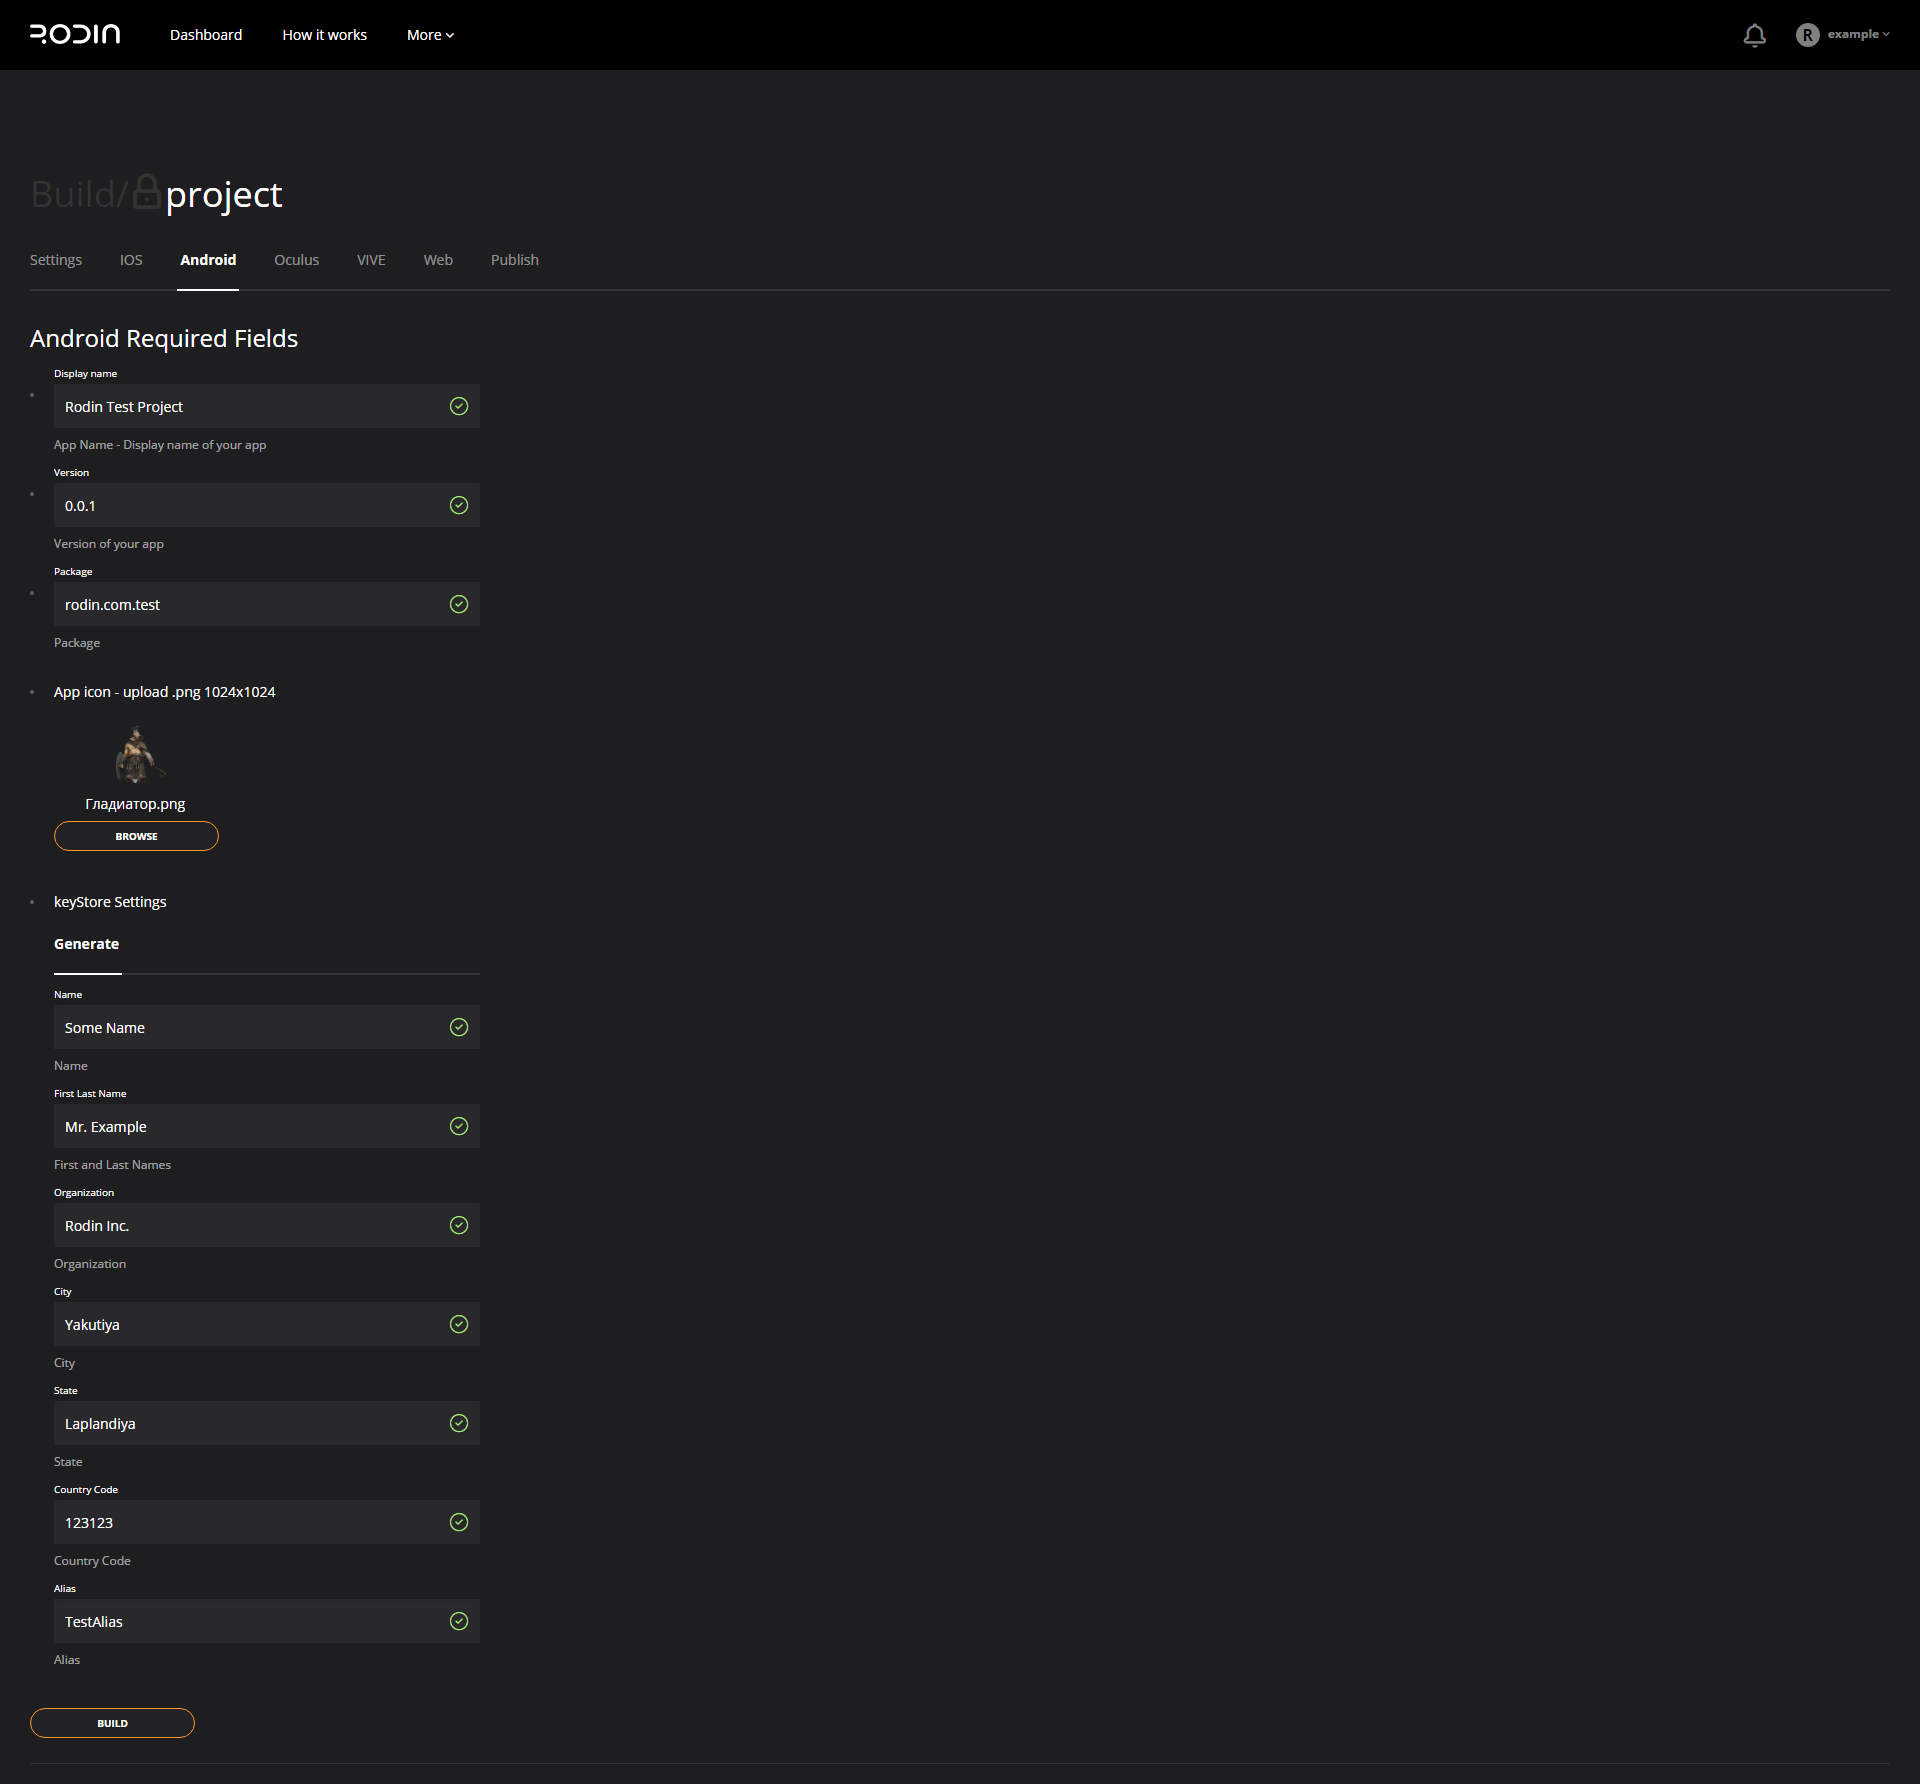 RODIN
Dashboard
How it works
More
R
example
Build/project
Settings
IOS
Android
Oculus
VIVE
Web
Publish
Android Required Fields
Display name
Rodin Test Project
App Name - Display name of your app
Version
0.0.1
Version of your app
Package
rodin.com.test
Package
App icon - upload .png 1024x1024
Гладиатор.png
BROWSE
keyStore Settings
Generate
Name
Some Name
Name
First Last Name
Mr. Example
First and Last Names
Organization
Rodin Inc.
Organization
City
Yakutiya
City
State
Laplandiya
State
Country Code
123123
Country Code
Alias
TestAlias
Alias
BUILD